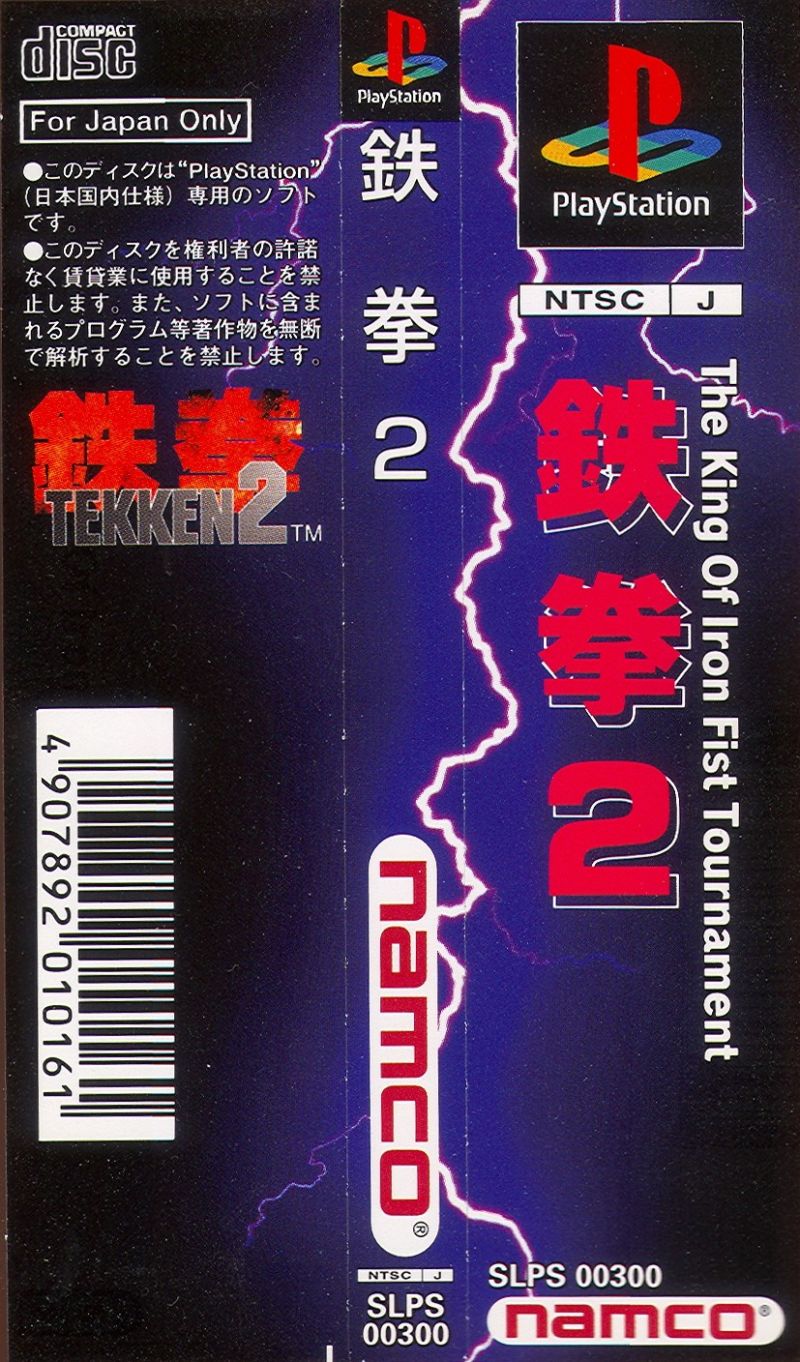 COMPACT
disc
For Japan Only
●このディスクは“PlayStation”
(日本国内仕様)専用のソフト
です。
●このディスクを権利者の許諾
なく賃貸業に使用することを禁
止します。また、ソフトに含ま
れるプログラム等著作物を無断
で解析することを禁止します。
鉄拳
TEKKEN2™
4 907892 010161
PlayStation
鉄拳2
namco®
NTSC J
SLPS
00300
PlayStation
NTSC J
鉄拳2
The King Of Iron Fist Tournament
SLPS 00300
namco®